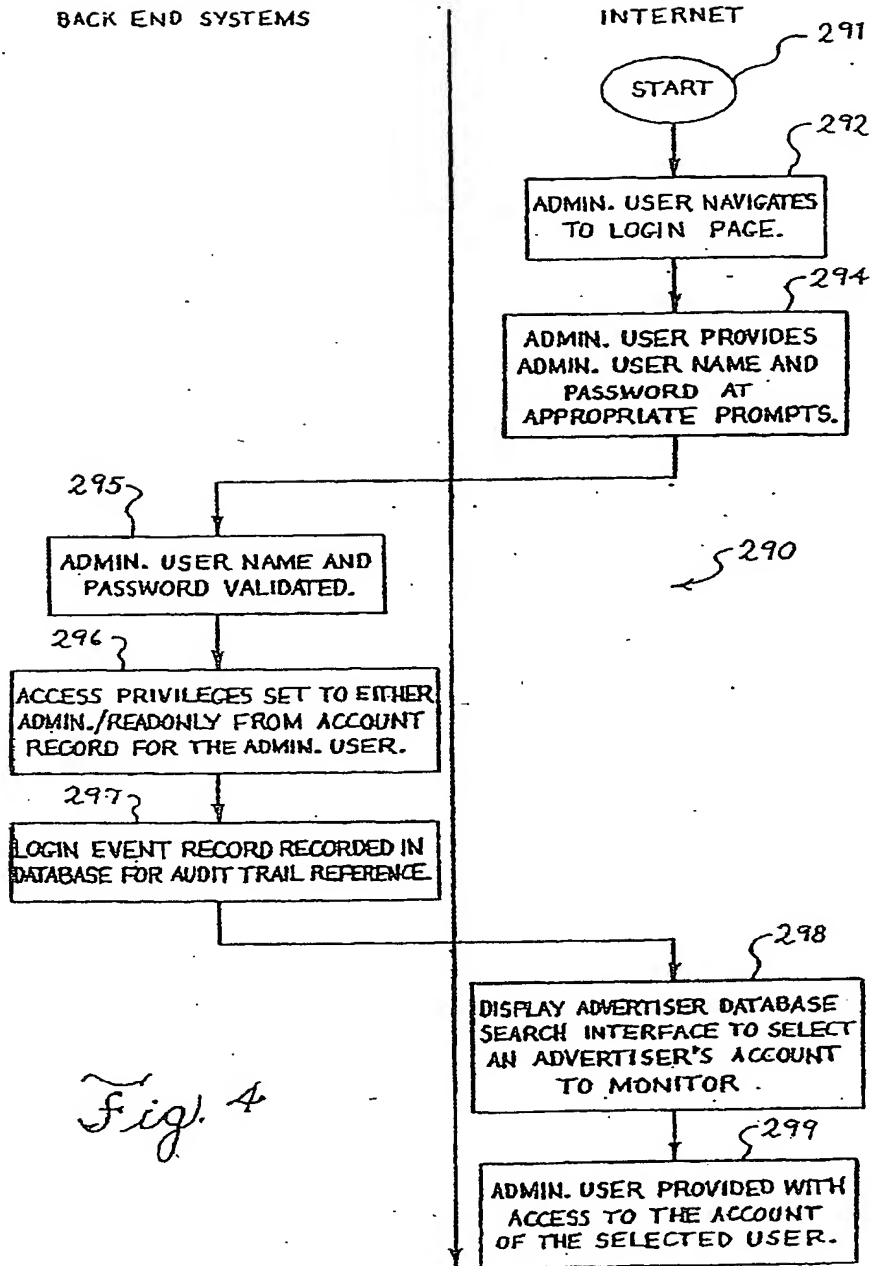 BACK END SYSTEMS
INTERNET
291
START
292
ADMIN. USER NAVIGATES
TO LOGIN PAGE.
294
ADMIN. USER PROVIDES
ADMIN. USER NAME AND
PASSWORD AT
APPROPRIATE PROMPTS.
295
ADMIN. USER NAME AND
PASSWORD VALIDATED.
290
296
ACCESS PRIVILEGES SET TO EITHER
ADMIN./READONLY FROM ACCOUNT
RECORD FOR THE ADMIN. USER.
297
LOGIN EVENT RECORD RECORDED IN
DATABASE FOR AUDIT TRAIL REFERENCE.
298
DISPLAY ADVERTISER DATABASE
SEARCH INTERFACE TO SELECT
AN ADVERTISER'S ACCOUNT
TO MONITOR.
Fig. 4
299
ADMIN. USER PROVIDED WITH
ACCESS TO THE ACCOUNT
OF THE SELECTED USER.